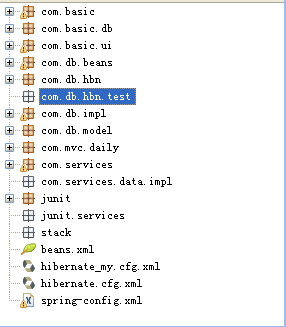 com.basic
com.basic.db
com.basic.ui
com.db.beans
com.db.hbn
com.db.hbn.test
com.db.impl
com.db.model
com.mvc.daily
com.services
com.services.data.impl
junit
junit.services
stack
beans.xml
hibernate_my.cfg.xml
hibernate.cfg.xml
spring-config.xml